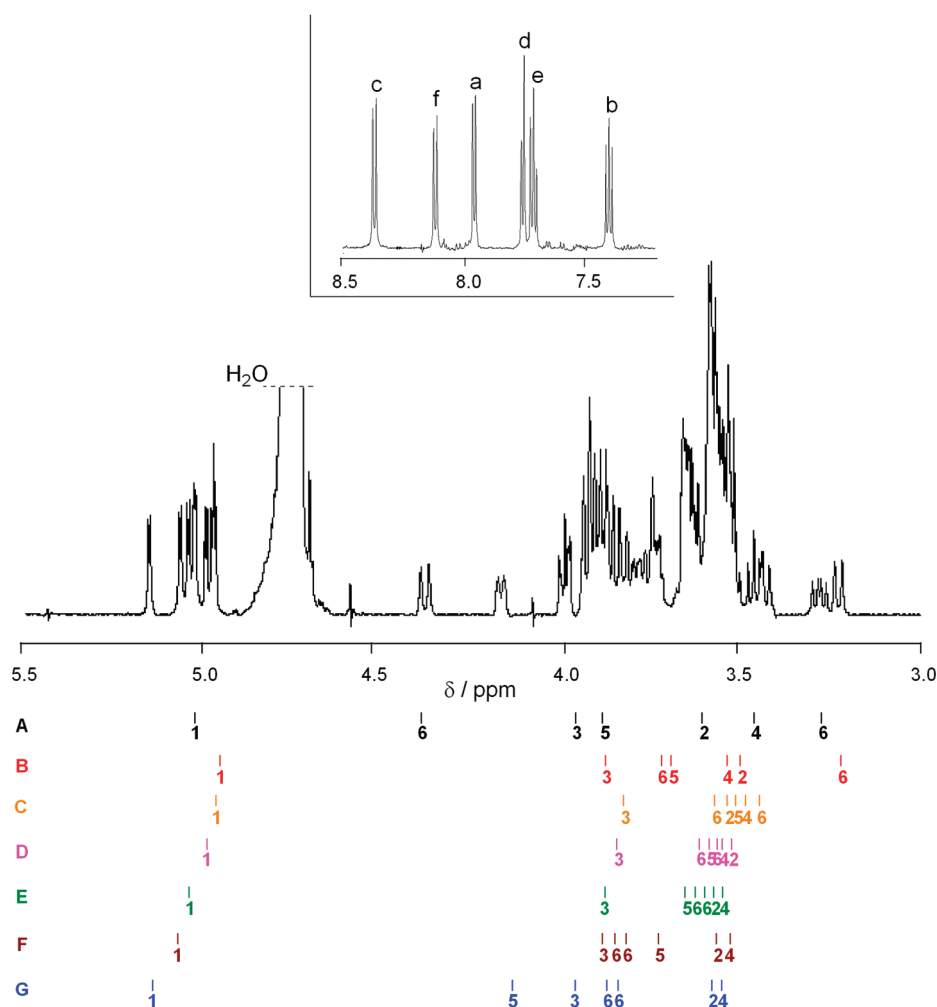 d
c
f
a
e
b
8.5 8.0 7.5
H₂O
5.5 5.0 4.5 4.0 3.5 3.0
δ / ppm
A 1 6 3 5 2 4 6
B 1 3 6 5 4 2 6
C 1 3 6 2 5 4 6
D 1 3 6 5 6 4 2
E 1 3 5 6 6 2 4
F 1 3 6 6 5 2 4
G 1 5 3 6 6 2 4